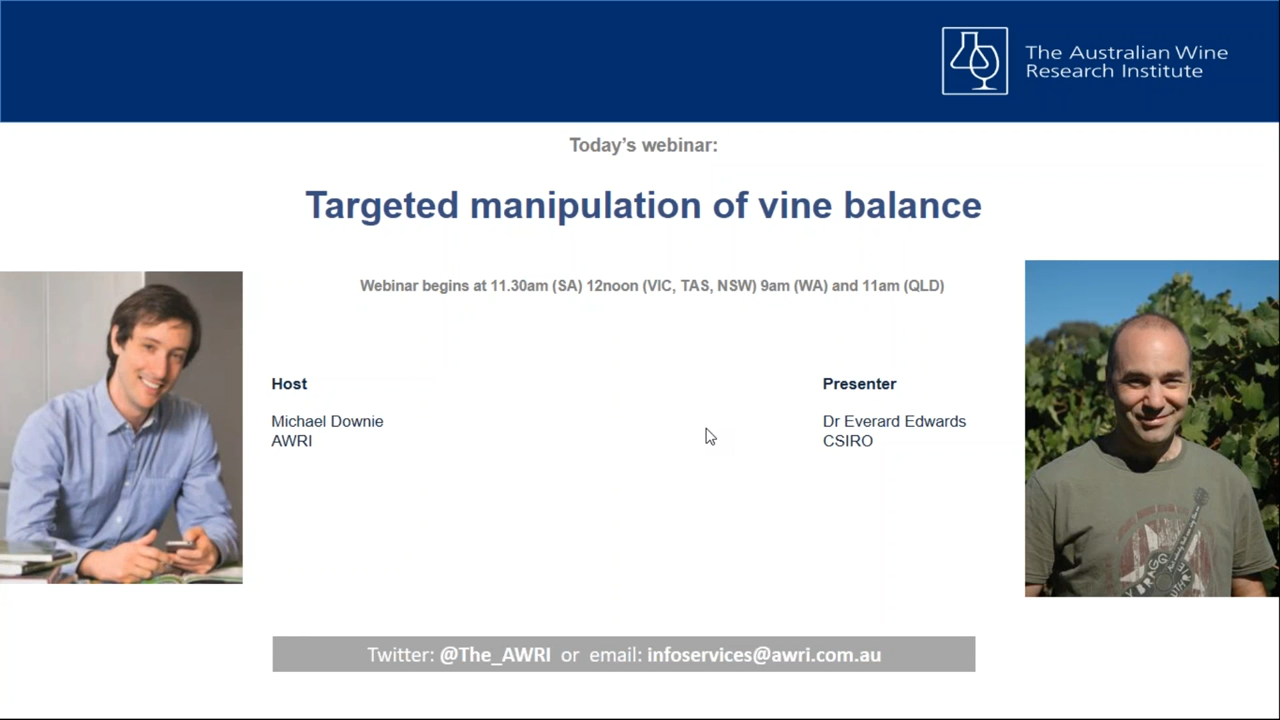 The Australian Wine
Research Institute
Today's webinar:
Targeted manipulation of vine balance
Webinar begins at 11.30am (SA) 12noon (VIC, TAS, NSW) 9am (WA) and 11am (QLD)
Host
Michael Downie
AWRI
Presenter
Dr Everard Edwards
CSIRO
Twitter: @The_AWRI or email: infoservices@awri.com.au